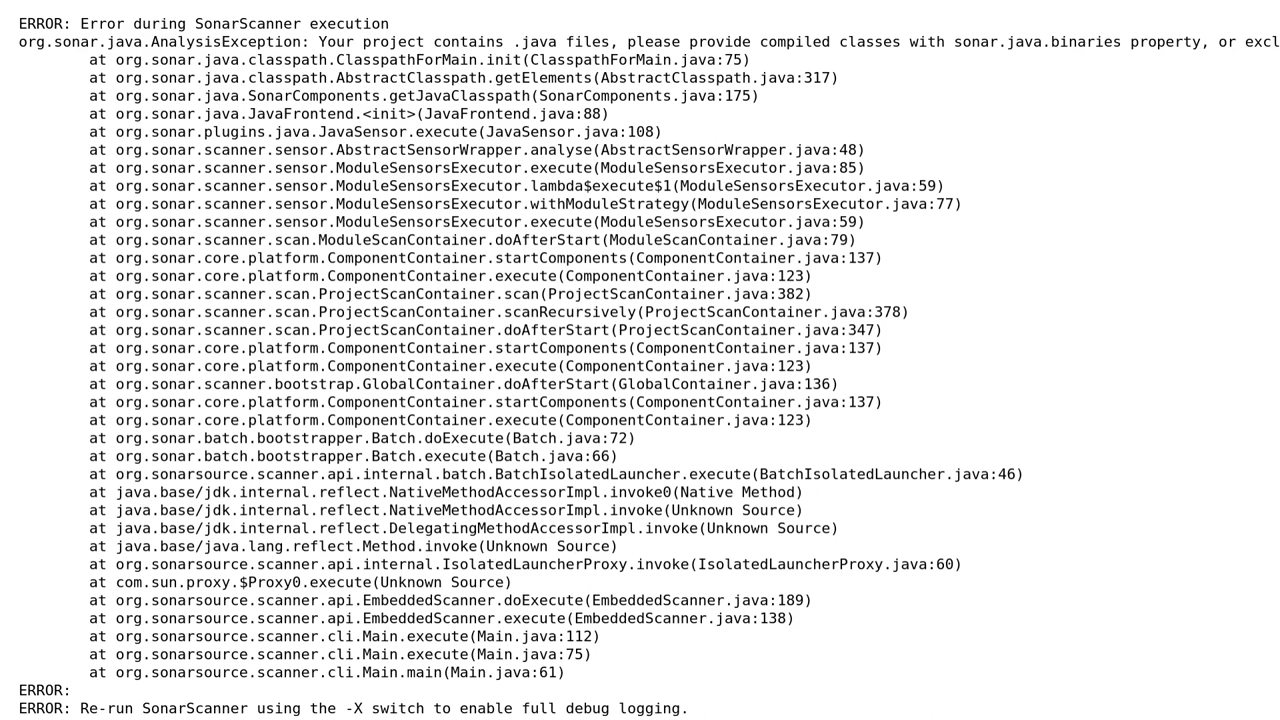 ERROR: Error during SonarScanner execution
org.sonar.java.AnalysisException: Your project contains .java files, please provide compiled classes with sonar.java.binaries property, or excl
at org.sonar.java.classpath.ClasspathForMain.init(ClasspathForMain.java:75)
at org.sonar.java.classpath.AbstractClasspath.getElements(AbstractClasspath.java:317)
at org.sonar.java.SonarComponents.getJavaClasspath(SonarComponents.java:175)
at org.sonar.java.JavaFrontend.<init>(JavaFrontend.java:88)
at org.sonar.plugins.java.JavaSensor.execute(JavaSensor.java:108)
at org.sonar.scanner.sensor.AbstractSensorWrapper.analyse(AbstractSensorWrapper.java:48)
at org.sonar.scanner.sensor.ModuleSensorsExecutor.execute(ModuleSensorsExecutor.java:85)
at org.sonar.scanner.sensor.ModuleSensorsExecutor.lambda$execute$1(ModuleSensorsExecutor.java:59)
at org.sonar.scanner.sensor.ModuleSensorsExecutor.withModuleStrategy(ModuleSensorsExecutor.java:77)
at org.sonar.scanner.sensor.ModuleSensorsExecutor.execute(ModuleSensorsExecutor.java:59)
at org.sonar.scanner.scan.ModuleScanContainer.doAfterStart(ModuleScanContainer.java:79)
at org.sonar.core.platform.ComponentContainer.startComponents(ComponentContainer.java:137)
at org.sonar.core.platform.ComponentContainer.execute(ComponentContainer.java:123)
at org.sonar.scanner.scan.ProjectScanContainer.scan(ProjectScanContainer.java:382)
at org.sonar.scanner.scan.ProjectScanContainer.scanRecursively(ProjectScanContainer.java:378)
at org.sonar.scanner.scan.ProjectScanContainer.doAfterStart(ProjectScanContainer.java:347)
at org.sonar.core.platform.ComponentContainer.startComponents(ComponentContainer.java:137)
at org.sonar.core.platform.ComponentContainer.execute(ComponentContainer.java:123)
at org.sonar.scanner.bootstrap.GlobalContainer.doAfterStart(GlobalContainer.java:136)
at org.sonar.core.platform.ComponentContainer.startComponents(ComponentContainer.java:137)
at org.sonar.core.platform.ComponentContainer.execute(ComponentContainer.java:123)
at org.sonar.batch.bootstrapper.Batch.doExecute(Batch.java:72)
at org.sonar.batch.bootstrapper.Batch.execute(Batch.java:66)
at org.sonarsource.scanner.api.internal.batch.BatchIsolatedLauncher.execute(BatchIsolatedLauncher.java:46)
at java.base/jdk.internal.reflect.NativeMethodAccessorImpl.invoke0(Native Method)
at java.base/jdk.internal.reflect.NativeMethodAccessorImpl.invoke(Unknown Source)
at java.base/jdk.internal.reflect.DelegatingMethodAccessorImpl.invoke(Unknown Source)
at java.base/java.lang.reflect.Method.invoke(Unknown Source)
at org.sonarsource.scanner.api.internal.IsolatedLauncherProxy.invoke(IsolatedLauncherProxy.java:60)
at com.sun.proxy.$Proxy0.execute(Unknown Source)
at org.sonarsource.scanner.api.EmbeddedScanner.doExecute(EmbeddedScanner.java:189)
at org.sonarsource.scanner.api.EmbeddedScanner.execute(EmbeddedScanner.java:138)
at org.sonarsource.scanner.cli.Main.execute(Main.java:112)
at org.sonarsource.scanner.cli.Main.execute(Main.java:75)
at org.sonarsource.scanner.cli.Main.main(Main.java:61)
ERROR:
ERROR: Re-run SonarScanner using the -X switch to enable full debug logging.